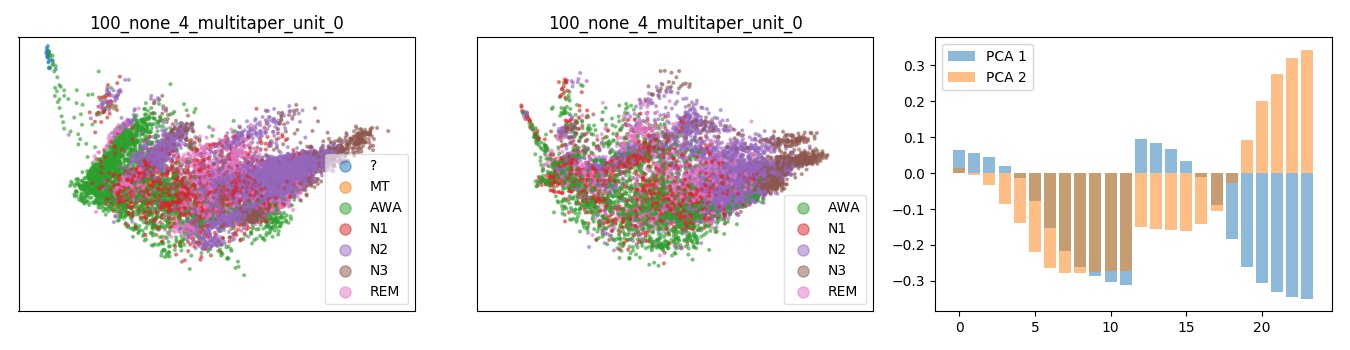 100_none_4_multitaper_unit_0
?
MT
AWA
N1
N2
N3
REM
100_none_4_multitaper_unit_0
AWA
N1
N2
N3
REM
PCA 1
PCA 2
0.3
0.2
0.1
0.0
−0.1
−0.2
−0.3
0 5 10 15 20